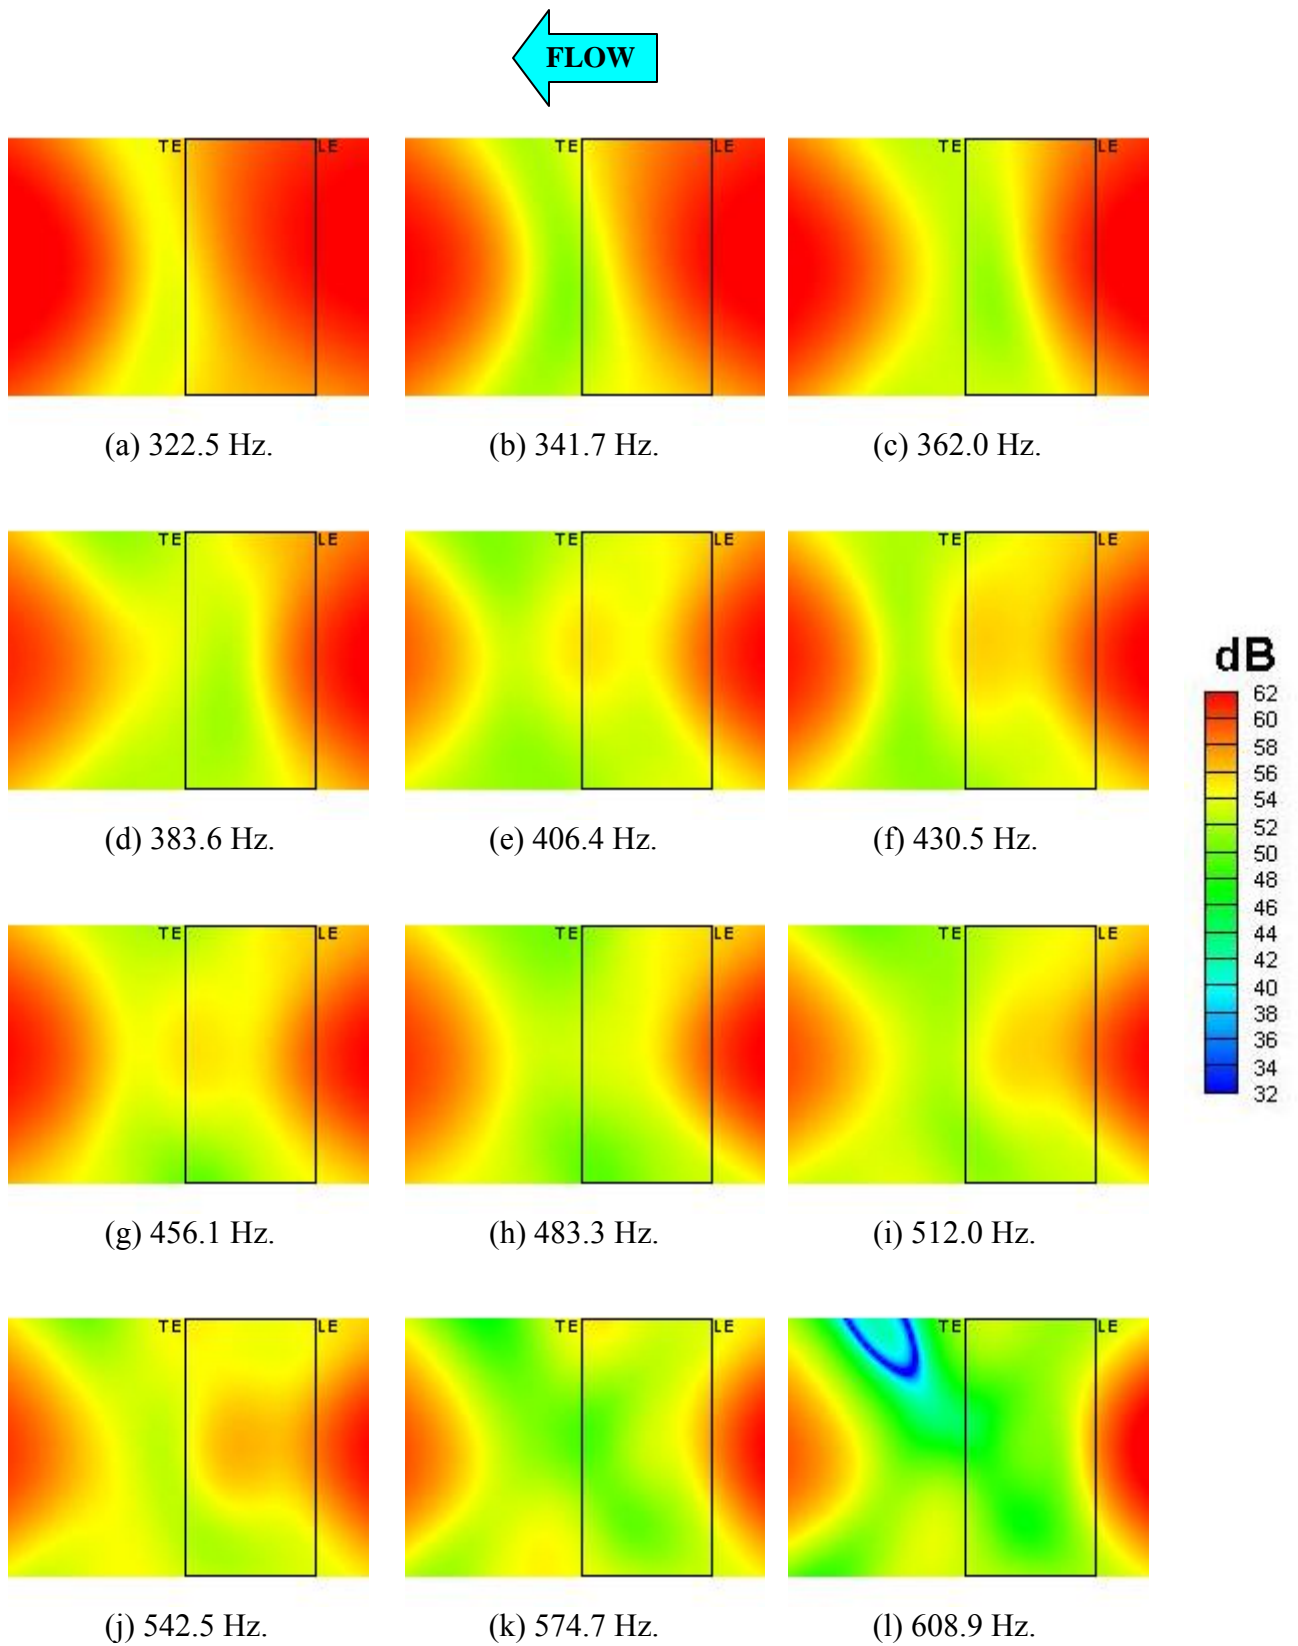 FLOW
TE LE TE LE TE LE
(a) 322.5 Hz. (b) 341.7 Hz. (c) 362.0 Hz.
TE LE TE LE TE LE
(d) 383.6 Hz. (e) 406.4 Hz. (f) 430.5 Hz.
dB
62
60
58
56
54
52
50
48
46
44
42
40
38
36
34
32
TE LE TE LE TE LE
(g) 456.1 Hz. (h) 483.3 Hz. (i) 512.0 Hz.
TE LE TE LE TE LE
(j) 542.5 Hz. (k) 574.7 Hz. (l) 608.9 Hz.